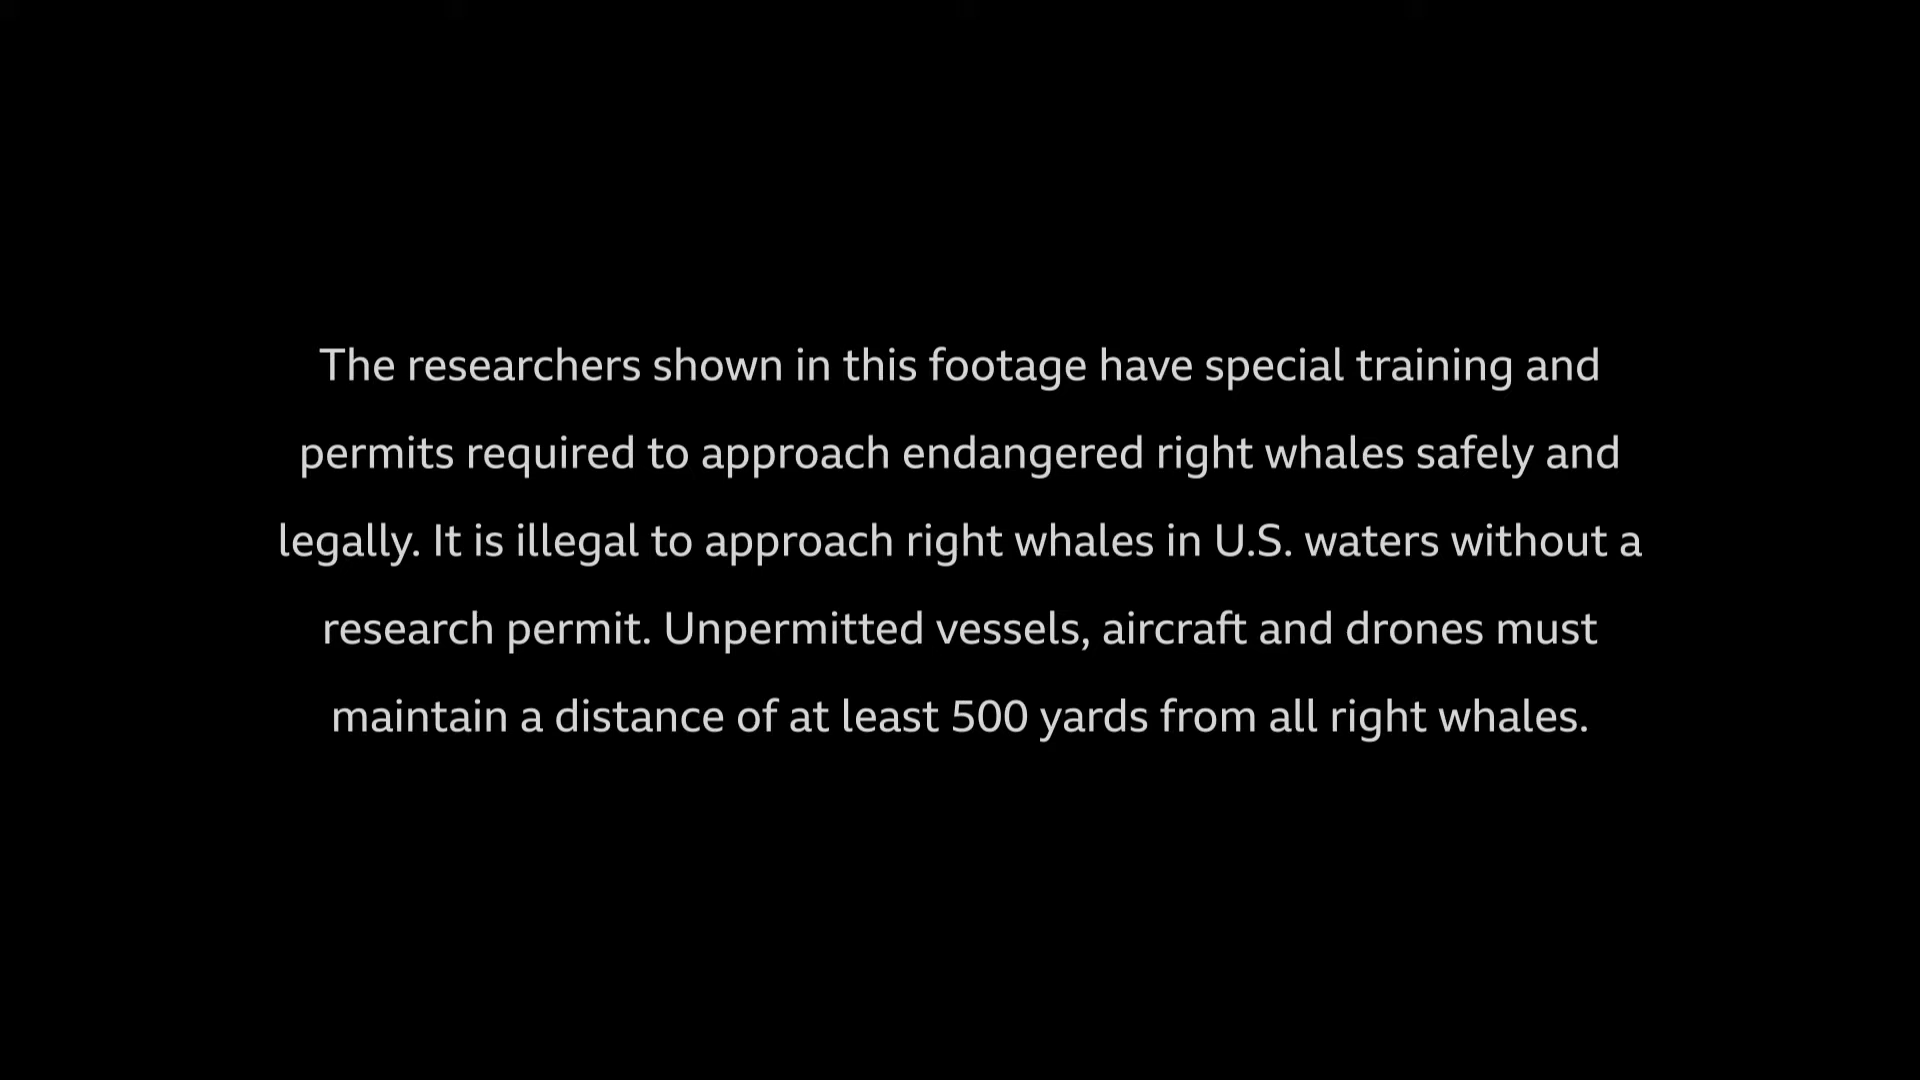 The researchers shown in this footage have special training and
permits required to approach endangered right whales safely and
legally. It is illegal to approach right whales in U.S. waters without a
research permit. Unpermitted vessels, aircraft and drones must
maintain a distance of at least 500 yards from all right whales.